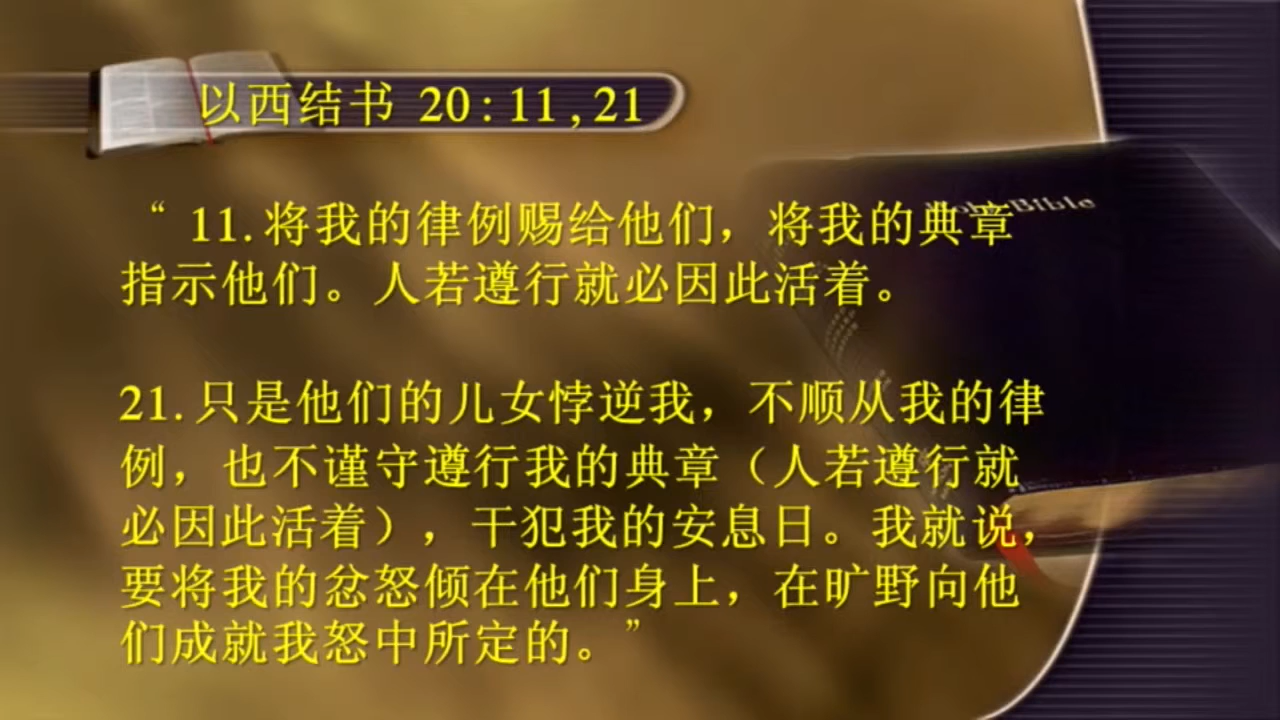 以西结书 20：11,21
Holy Bible
“ 11.将我的律例赐给他们，将我的典章
指示他们。人若遵行就必因此活着。
21.只是他们的儿女悖逆我，不顺从我的律
例，也不谨守遵行我的典章（人若遵行就
必因此活着），干犯我的安息日。我就说，
要将我的忿怒倾在他们身上，在旷野向他
们成就我怒中所定的。”